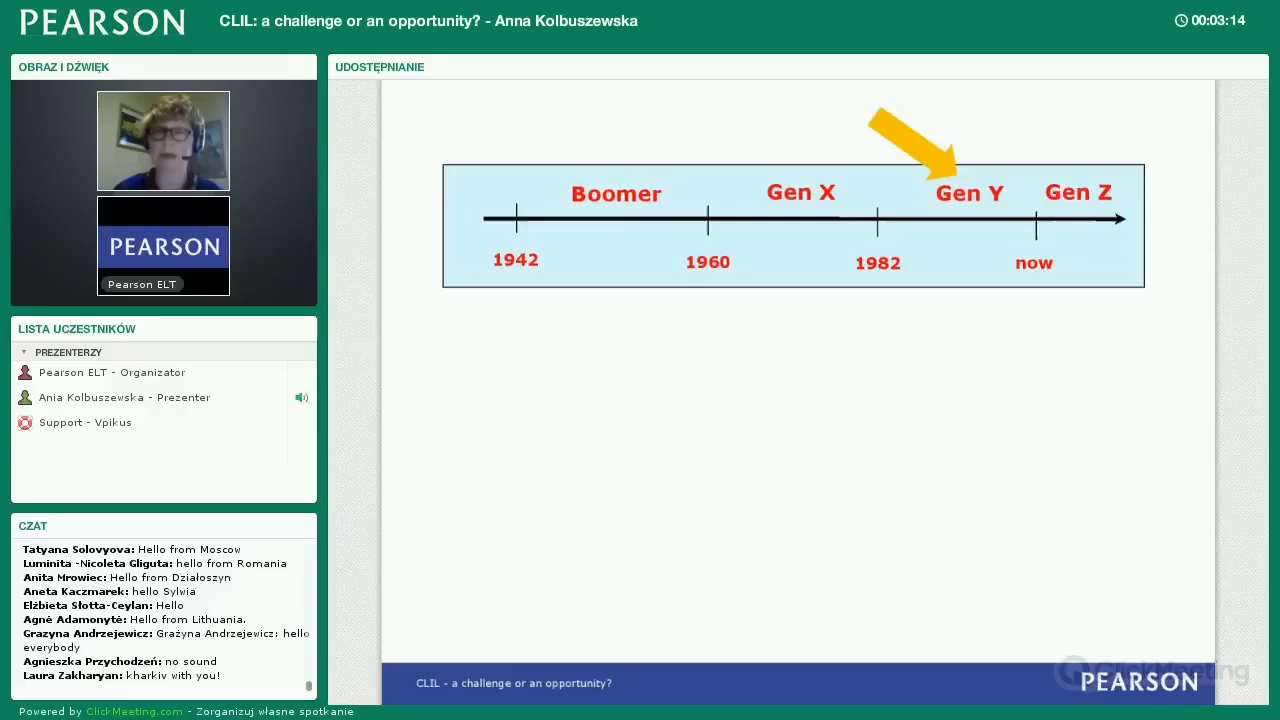 PEARSON
CLIL: a challenge or an opportunity? - Anna Kolbuszewska
00:03:14
OBRAZ I DŹWIĘK
PEARSON
Pearson ELT
LISTA UCZESTNIKÓW
PREZENTERZY
Pearson ELT - Organizator
Ania Kolbuszewska - Prezenter
Support - Vpikus
CZAT
Tatyana Solovyova: Hello from Moscow
Luminita -Nicoleta Gliguta: hello from Romania
Anita Mrowiec: Hello from Działoszyn
Aneta Kaczmarek: hello Sylwia
Elżbieta Słotta-Ceylan: Hello
Agnė Adamonytė: Hello from Lithuania.
Grazyna Andrzejewicz: Grażyna Andrzejewicz: hello
everybody
Agnieszka Przychodzeń: no sound
Laura Zakharyan: kharkiv with you!
UDOSTĘPNIANIE
Boomer Gen X Gen Y Gen Z
1942 1960 1982 now
CLIL - a challenge or an opportunity?
ClickMeeting
PEARSON
Powered by ClickMeeting.com - Zorganizuj własne spotkanie